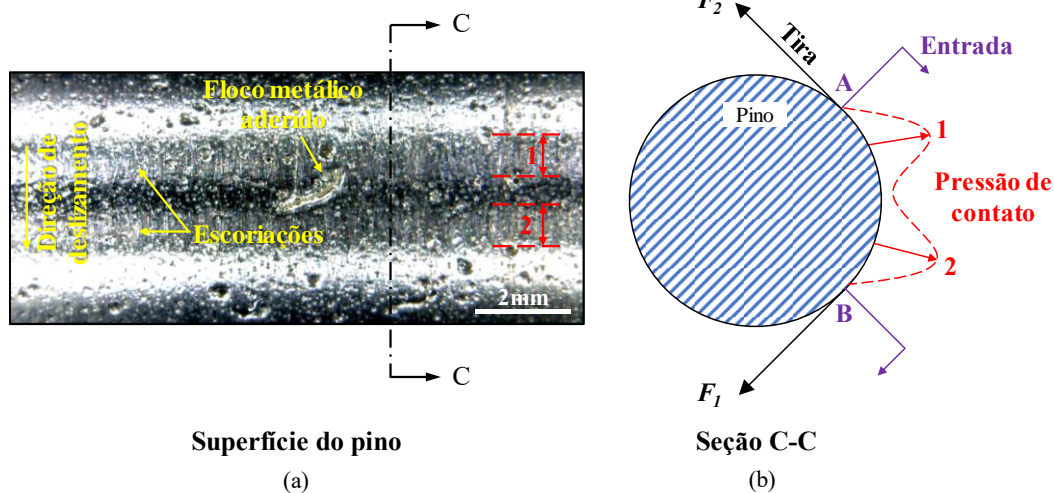 C
Floco metálico
aderido
Direção de
deslizamento
1
2
Escoriações
2mm
C
Superfície do pino
(a)
F2
Tira
Entrada
A
Pino
1
Pressão de
contato
2
B
F1
Seção C-C
(b)